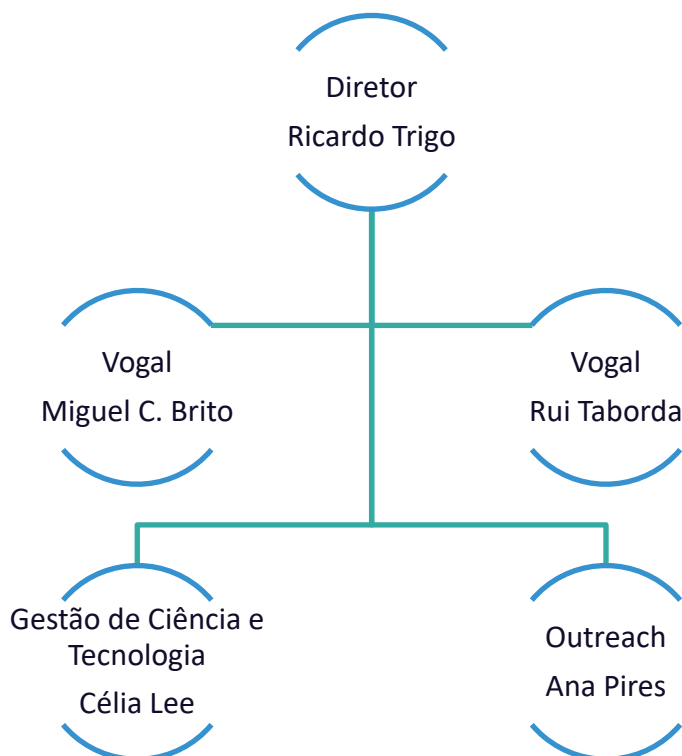 Diretor
Ricardo Trigo
Vogal
Miguel C. Brito
Vogal
Rui Taborda
Gestão de Ciência e
Tecnologia
Célia Lee
Outreach
Ana Pires